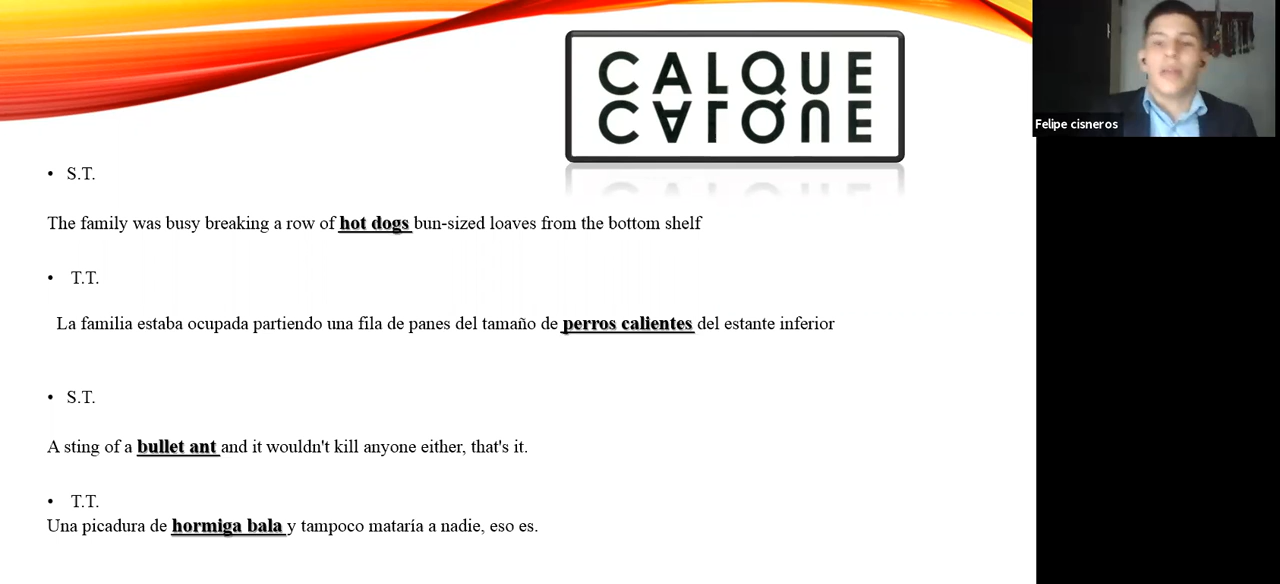 CALQUE
CALQUE
Felipe cisneros
• S.T.
The family was busy breaking a row of hot dogs bun-sized loaves from the bottom shelf
• T.T.
La familia estaba ocupada partiendo una fila de panes del tamaño de perros calientes del estante inferior
• S.T.
A sting of a bullet ant and it wouldn't kill anyone either, that's it.
• T.T.
Una picadura de hormiga bala y tampoco mataría a nadie, eso es.